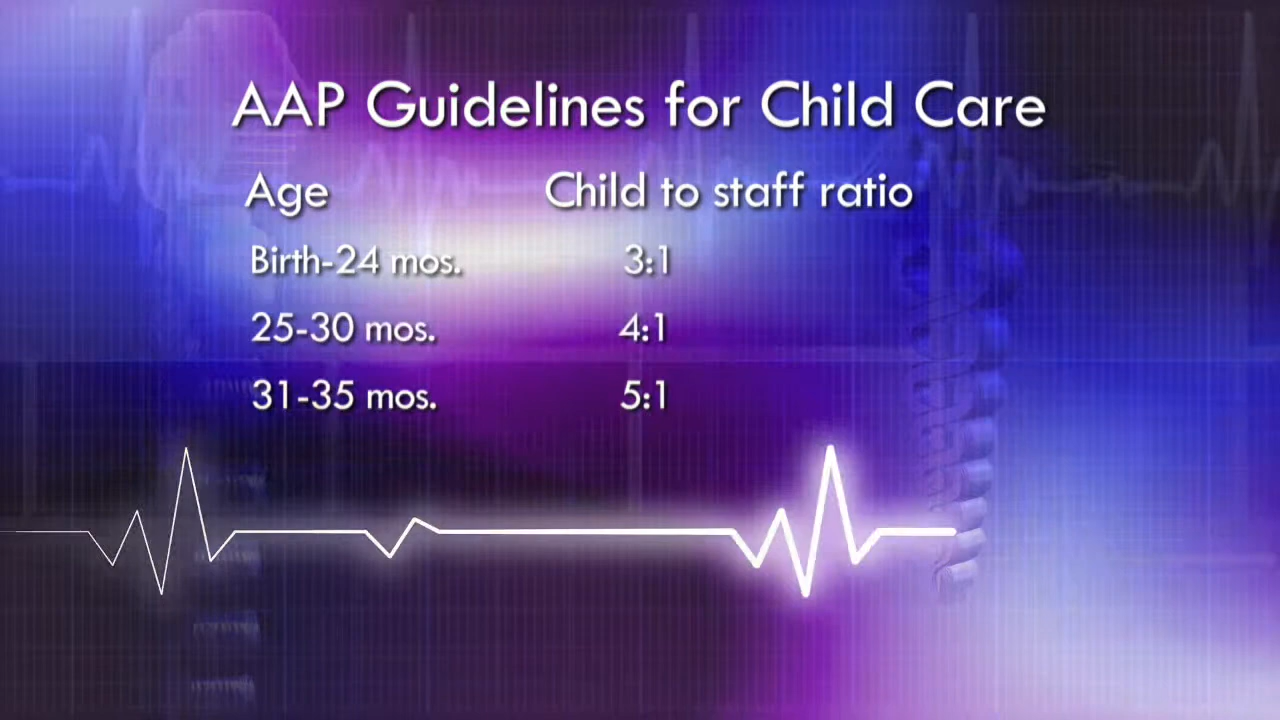 AAP Guidelines for Child Care
Age Child to staff ratio
Birth-24 mos. 3:1
25-30 mos. 4:1
31-35 mos. 5:1